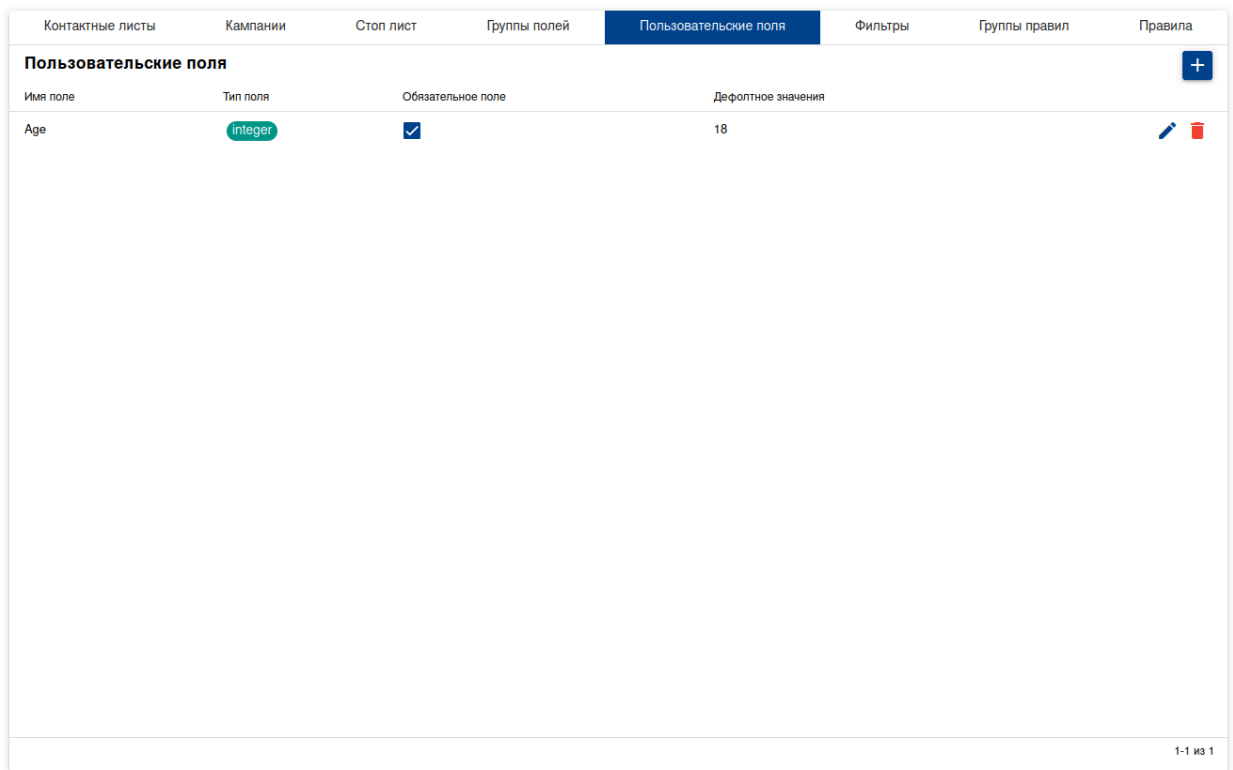 Контактные листы Кампании Стоп лист Группы полей Пользовательские поля Фильтры Группы правил Правила
Пользовательские поля
Имя поле Тип поля Обязательное поле Дефолтное значения
Age integer 18
1-1 из 1